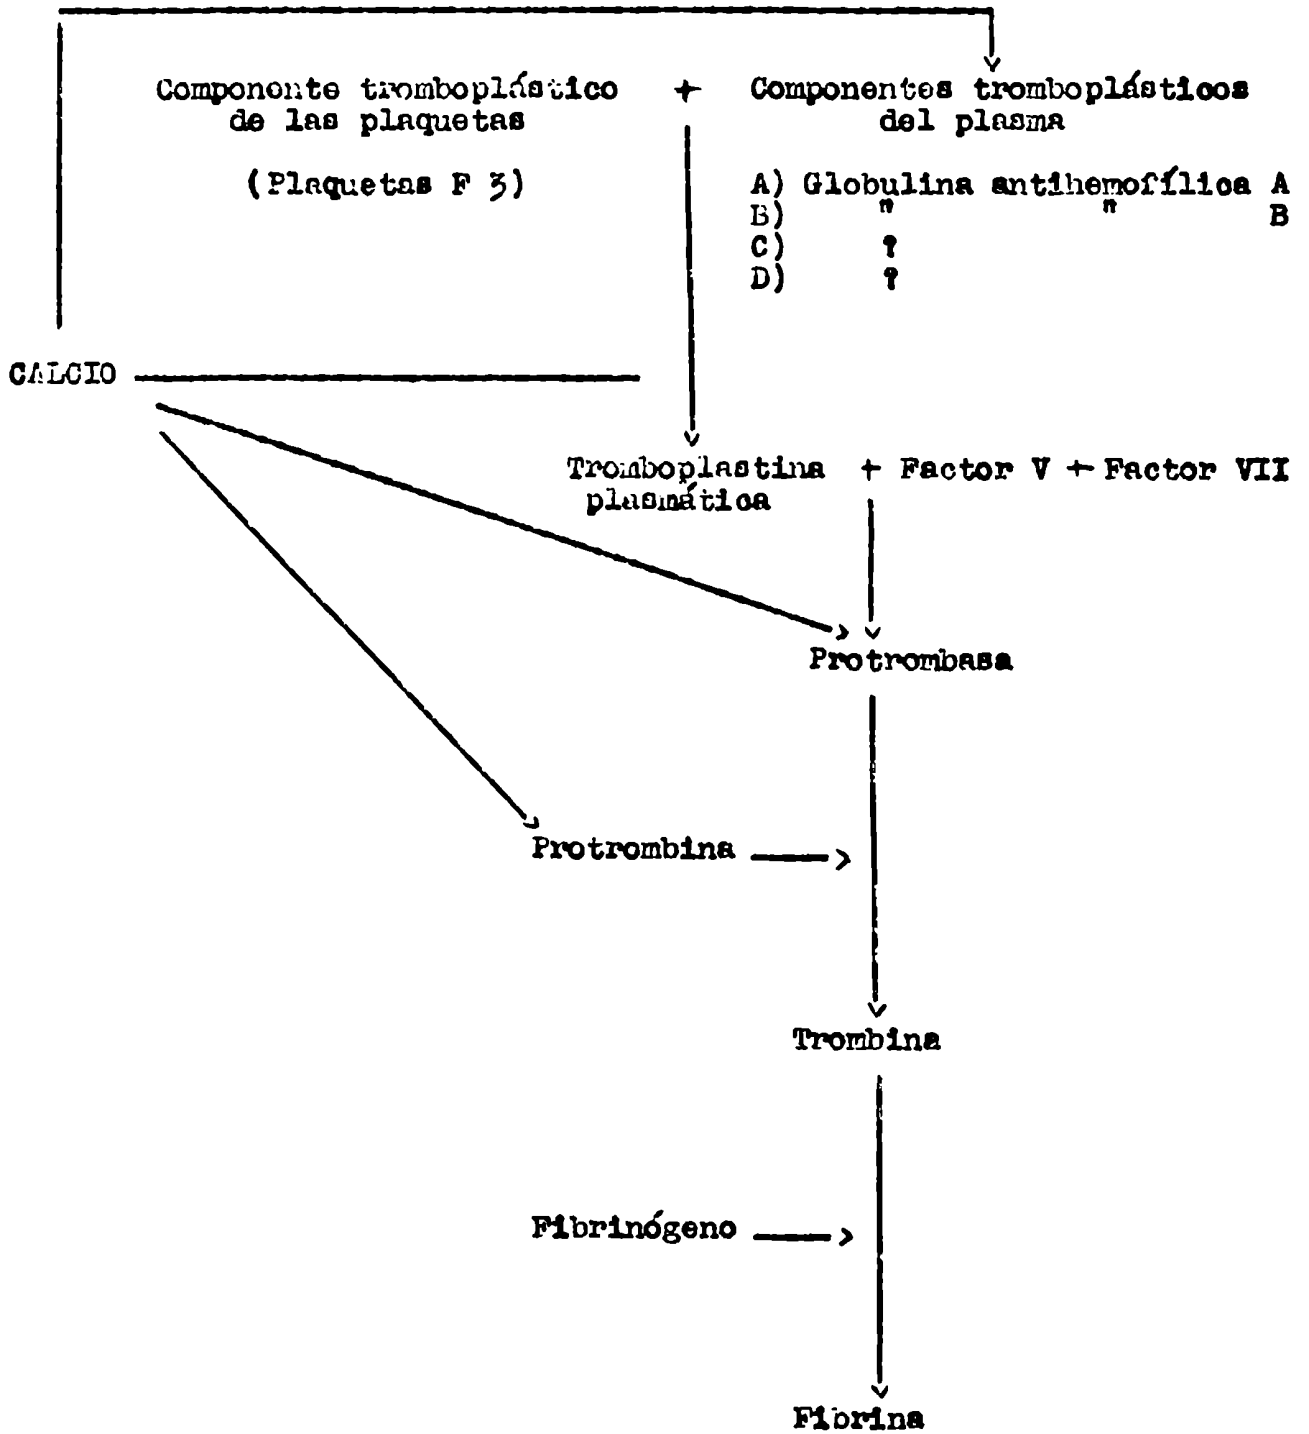 Componente tromboplástico + Componentes tromboplásticos
de las plaquetas del plasma
(Plaquetas F 3) A) Globulina antihemofílica A
B) " " B
C) ?
D) ?
CALCIO
Tromboplastina + Factor V + Factor VII
plasmática
Protrombasa
Protrombina
Trombina
Fibrinógeno
Fibrina